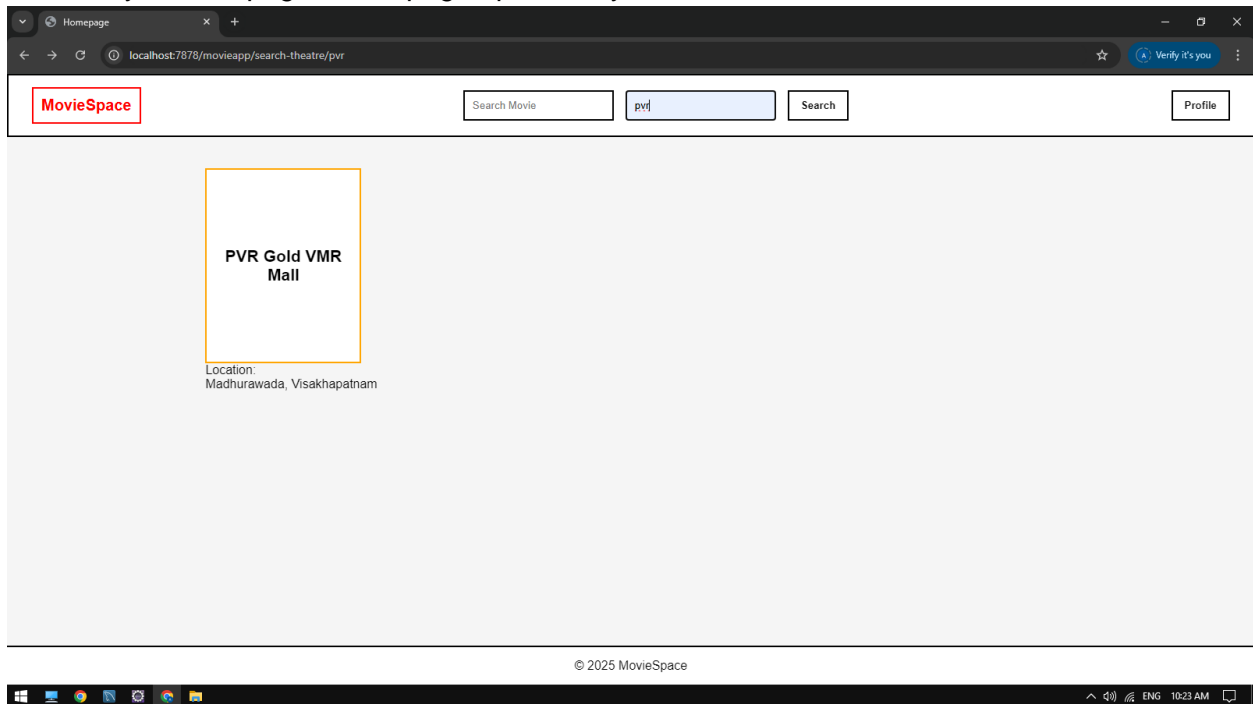 Homepage
localhost:7878/movieapp/search-theatre/pvr
Verify it's you
MovieSpace
Search Movie
pvr
Search
Profile
PVR Gold VMR
Mall
Location:
Madhurawada, Visakhapatnam
© 2025 MovieSpace
ENG 10:23 AM